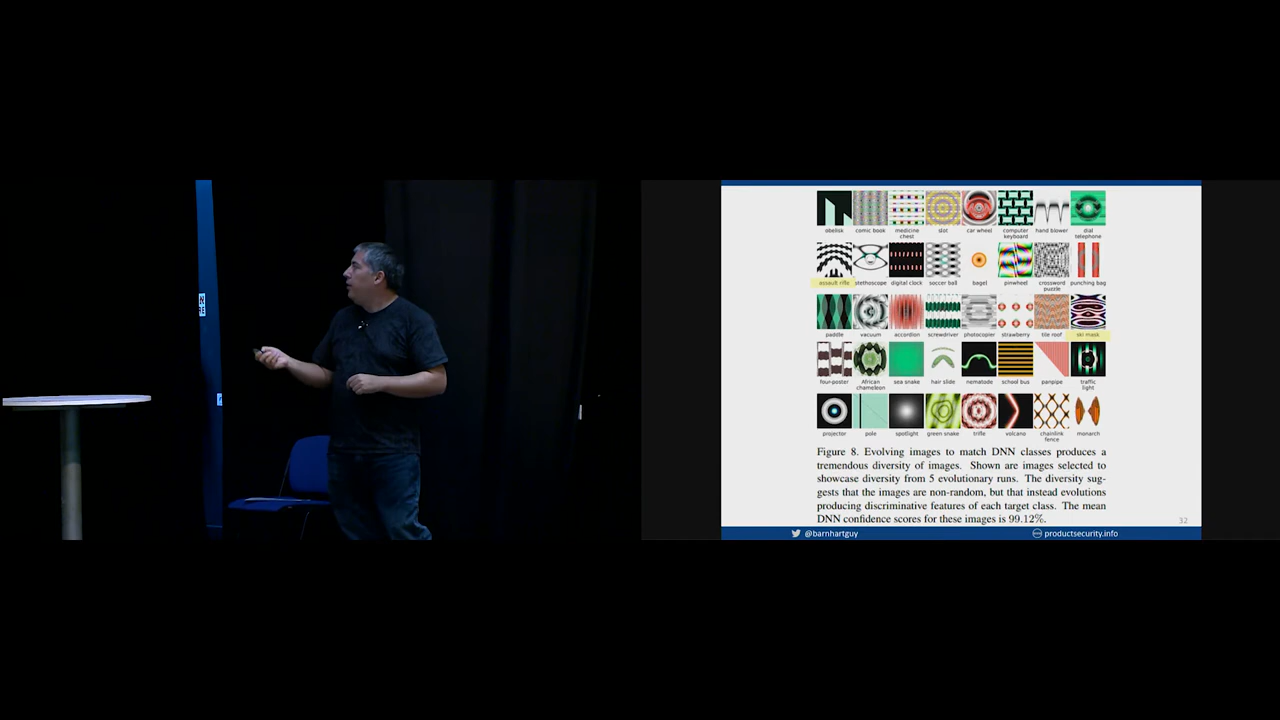 obelisk comic book medicine chest slot car wheel computer keyboard hand blower dial telephone
assault rifle stethoscope digital clock soccer ball bagel pinwheel crossword puzzle punching bag
paddle vacuum accordion screwdriver photocopier strawberry tile roof ski mask
four-poster African chameleon sea snake hair slide nematode school bus panpipe traffic light
projector pole spotlight green snake trifle volcano chainlink fence monarch
Figure 8. Evolving images to match DNN classes produces a
tremendous diversity of images. Shown are images selected to
showcase diversity from 5 evolutionary runs. The diversity sug-
gests that the images are non-random, but that instead evolutions
producing discriminative features of each target class. The mean
DNN confidence scores for these images is 99.12%.
32
@barnhartguy
productsecurity.info